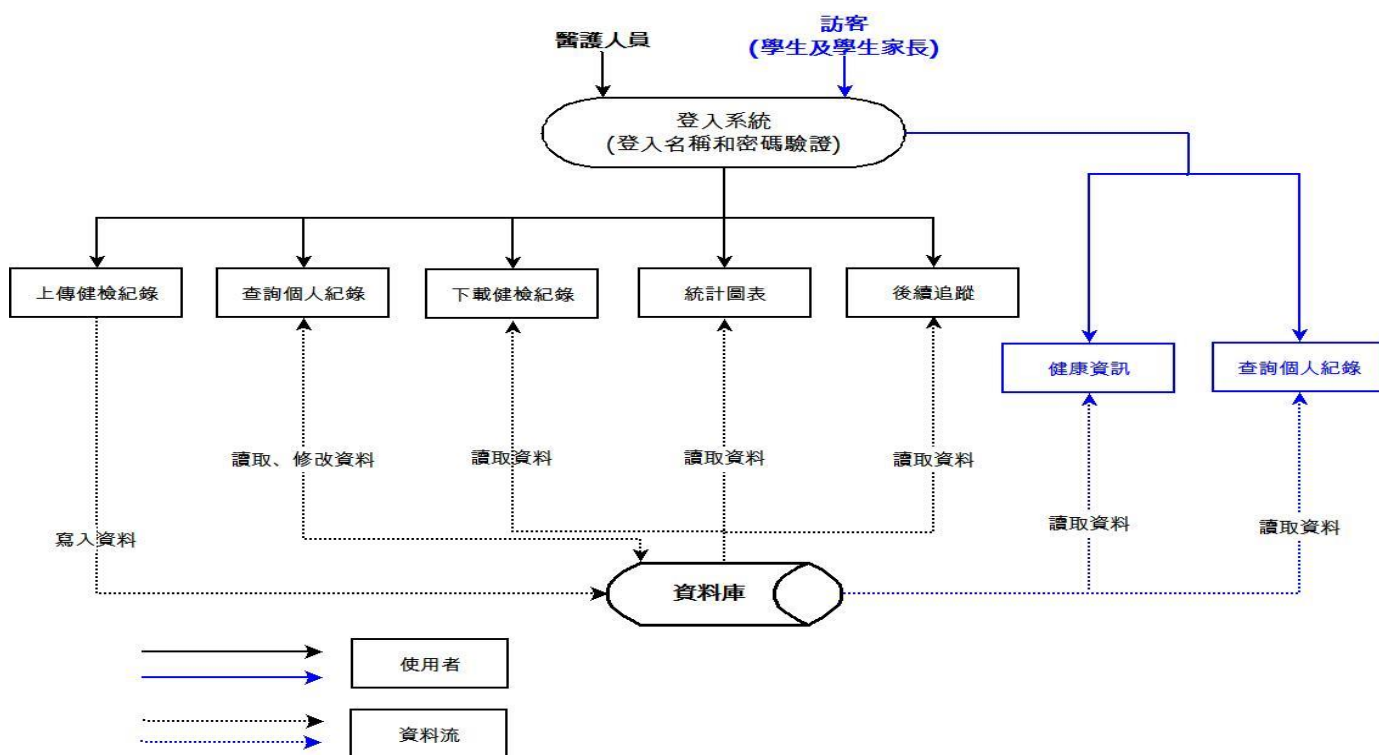 醫護人員
訪客
(學生及學生家長)
登入系統
(登入名稱和密碼驗證)
上傳健檢紀錄
查詢個人紀錄
下載健檢紀錄
統計圖表
後續追蹤
健康資訊
查詢個人紀錄
讀取、修改資料
讀取資料
讀取資料
讀取資料
寫入資料
讀取資料
讀取資料
資料庫
使用者
資料流